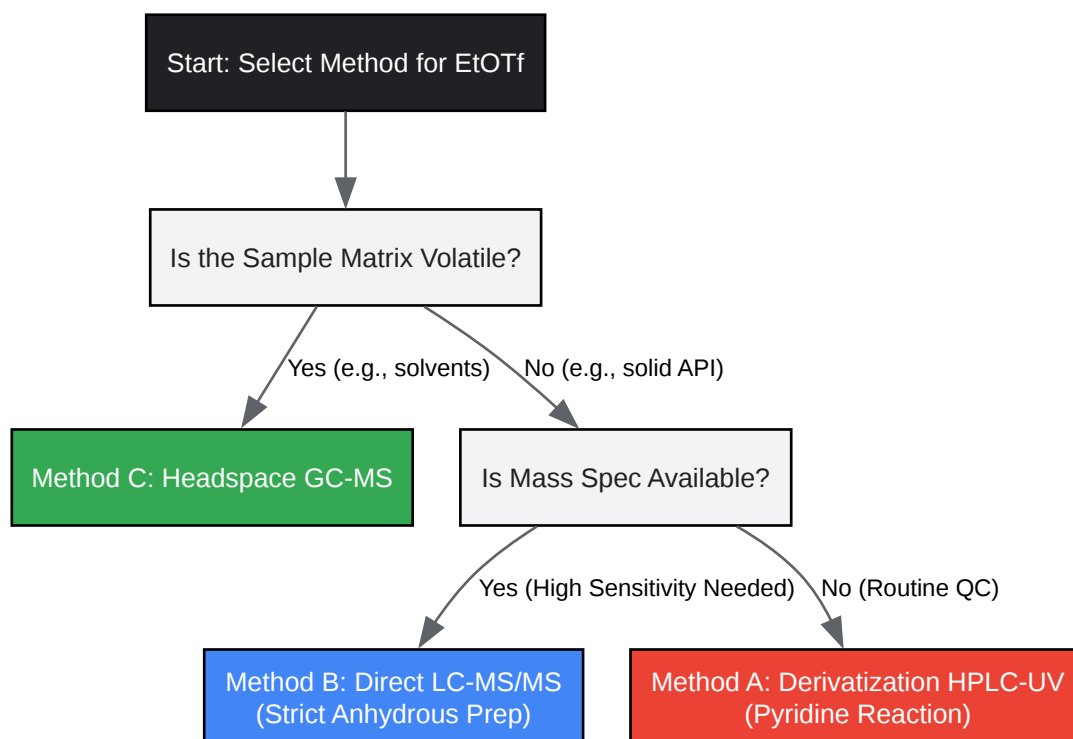 Start: Select Method for EtOTf
Is the Sample Matrix Volatile?
Yes (e.g., solvents)
No (e.g., solid API)
Method C: Headspace GC-MS
Is Mass Spec Available?
Yes (High Sensitivity Needed)
No (Routine QC)
Method B: Direct LC-MS/MS
(Strict Anhydrous Prep)
Method A: Derivatization HPLC-UV
(Pyridine Reaction)